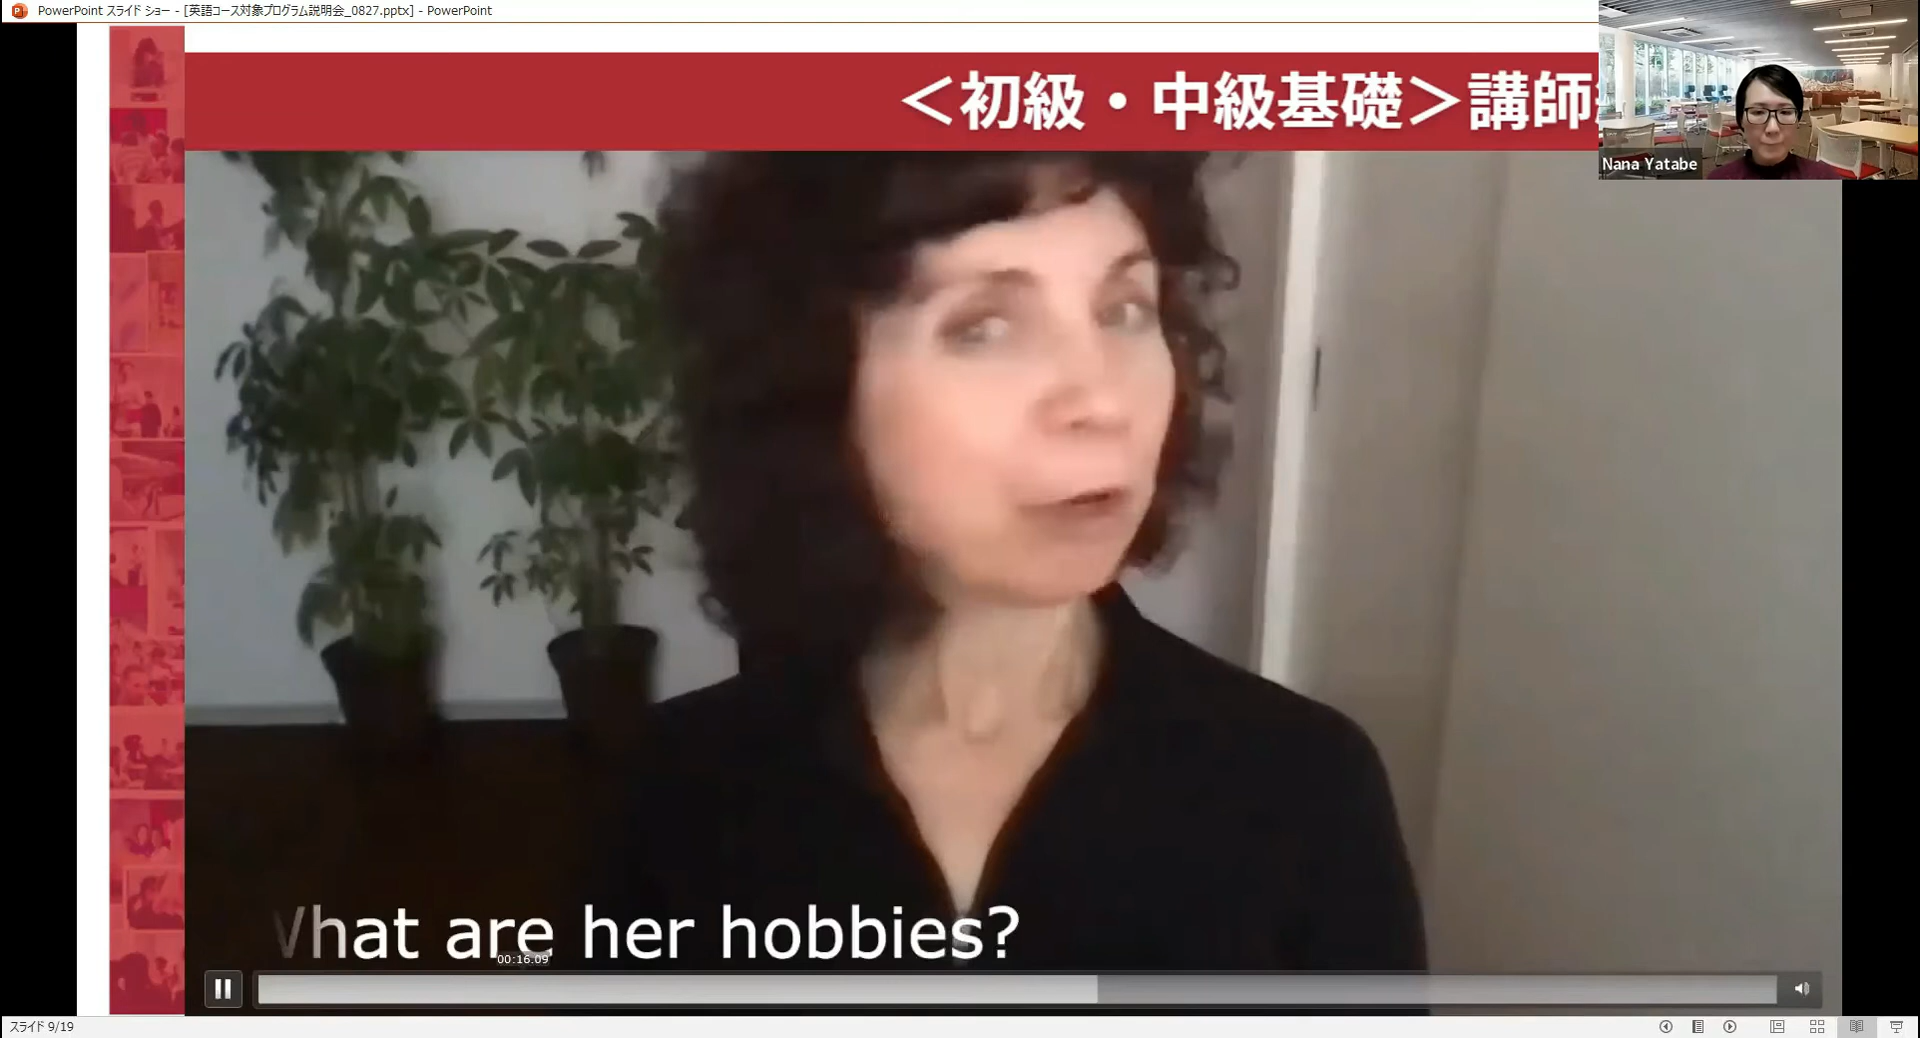 PowerPoint スライド ショー - [英語コース対象プログラム説明会_0827.pptx] - PowerPoint
＜初級・中級基礎＞講師
Nana Yatabe
What are her hobbies?
00:16.09
スライド 9/19